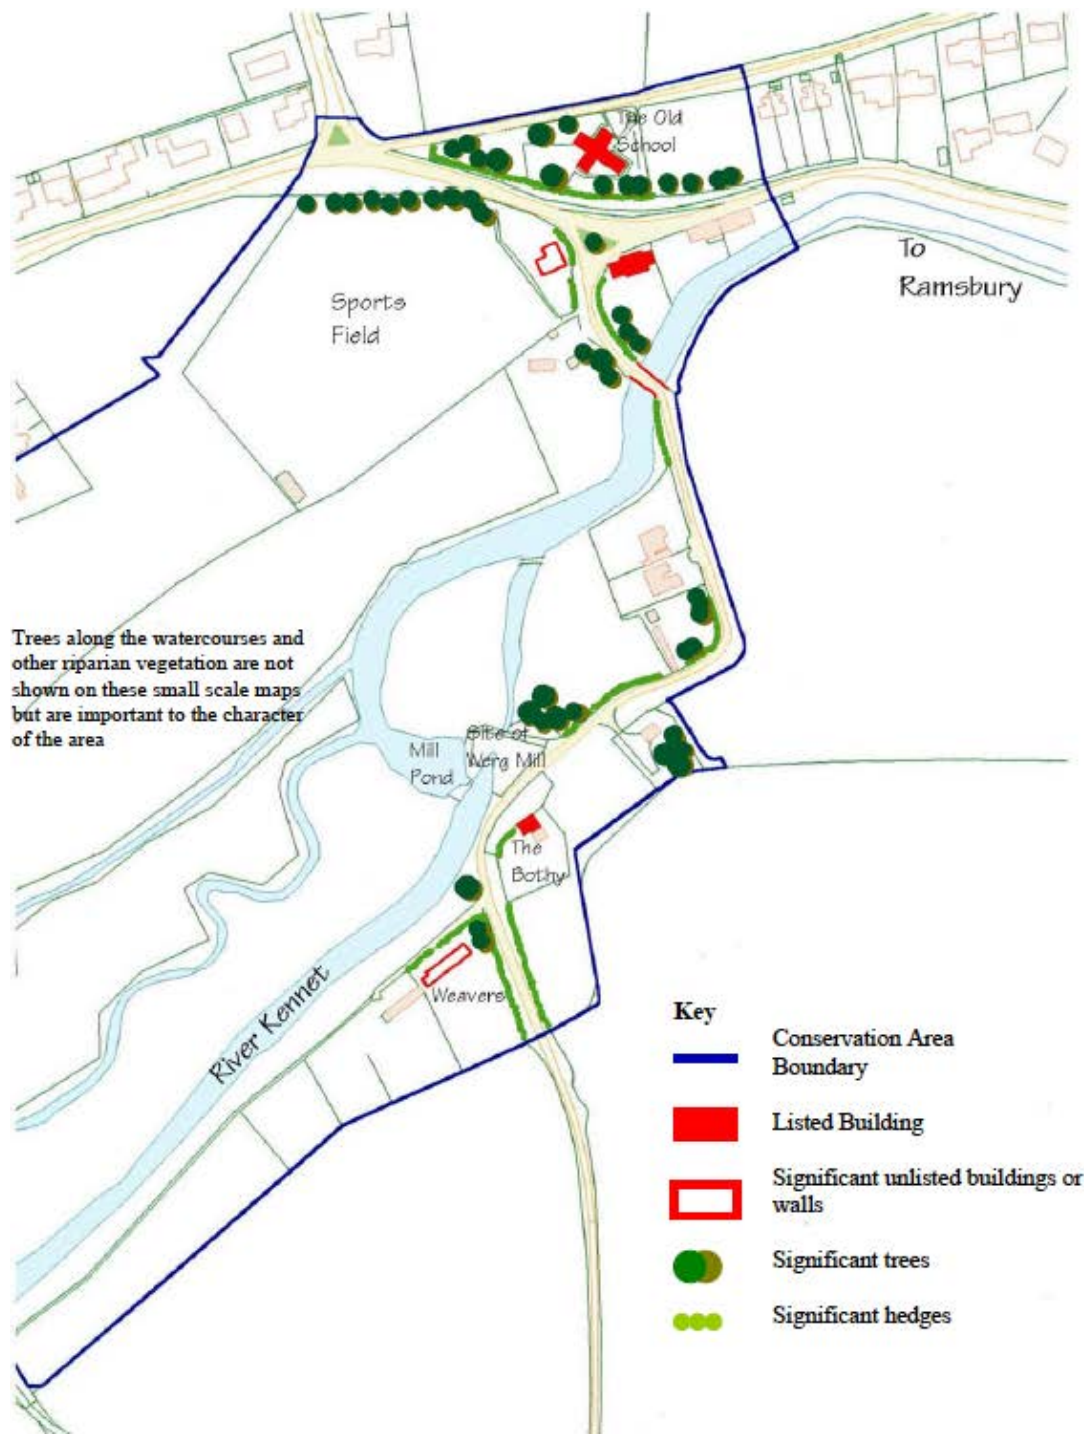 The Old
School
To
Ramsbury
Sports
Field
Trees along the watercourses and
other riparian vegetation are not
shown on these small scale maps
but are important to the character
of the area
Site of
Werg Mill
Mill
Pond
The
Bothy
Weavers
River Kennet
Key
Conservation Area
Boundary
Listed Building
Significant unlisted buildings or
walls
Significant trees
Significant hedges